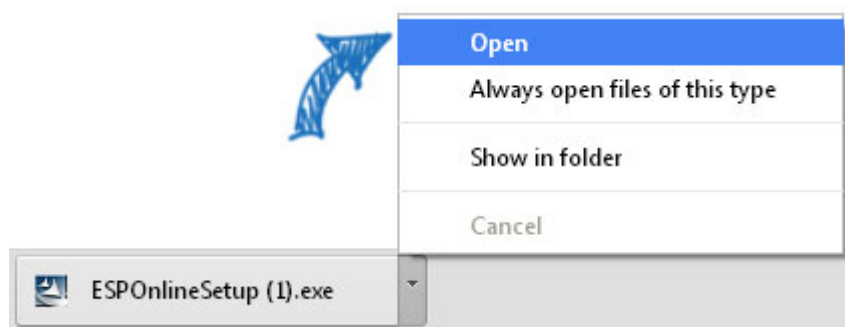 Open
Always open files of this type
Show in folder
Cancel
ESPOnlineSetup (1).exe